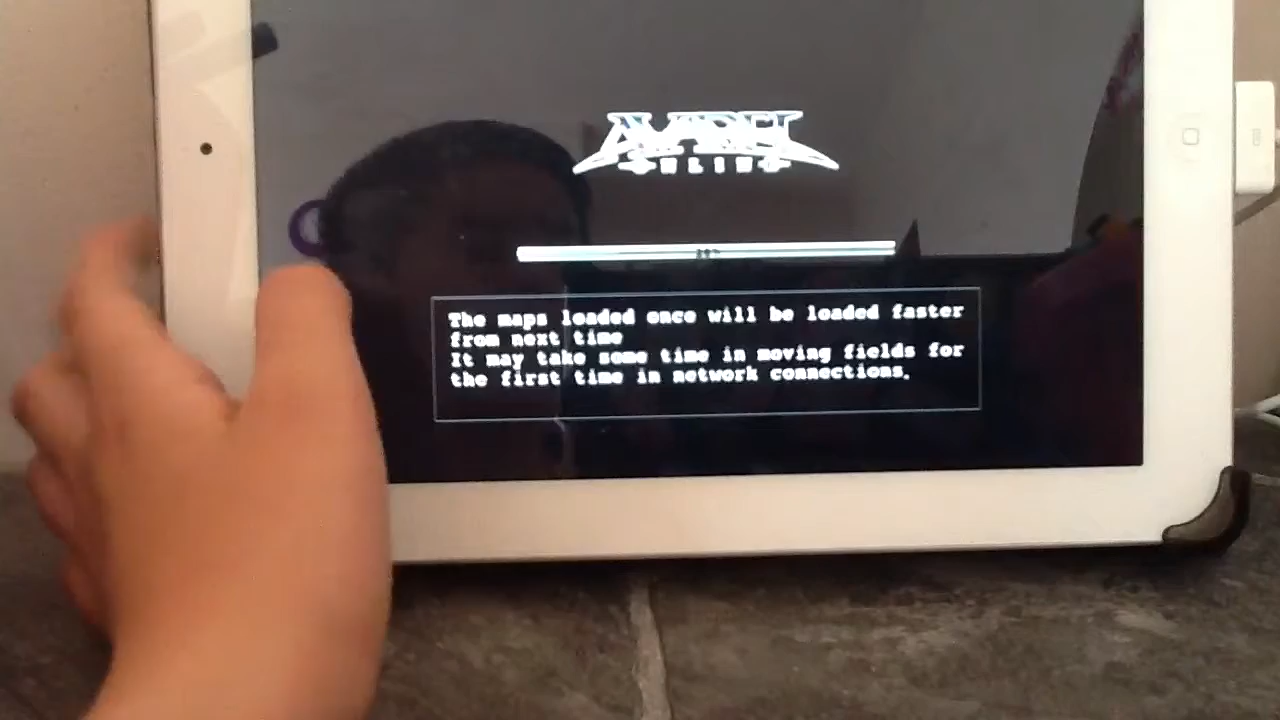 The maps loaded once will be loaded faster
from next time
It may take some time in moving fields for
the first time in network connections.